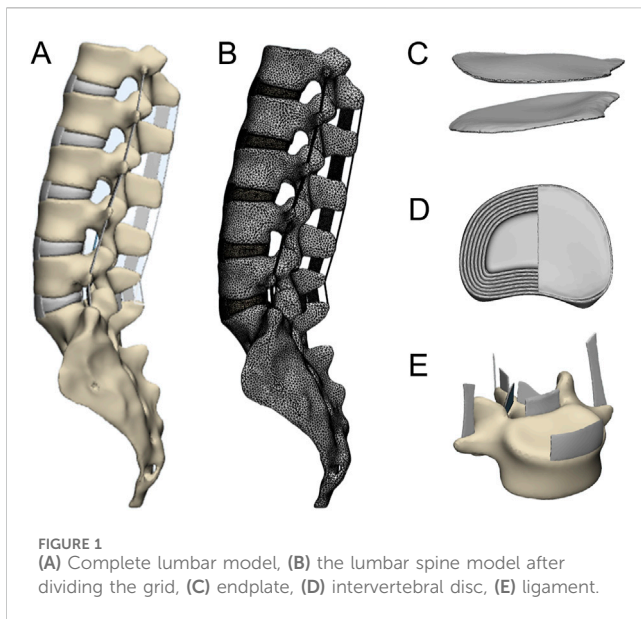 A
B
C
D
E
FIGURE 1
(A) Complete lumbar model, (B) the lumbar spine model after
dividing the grid, (C) endplate, (D) intervertebral disc, (E) ligament.